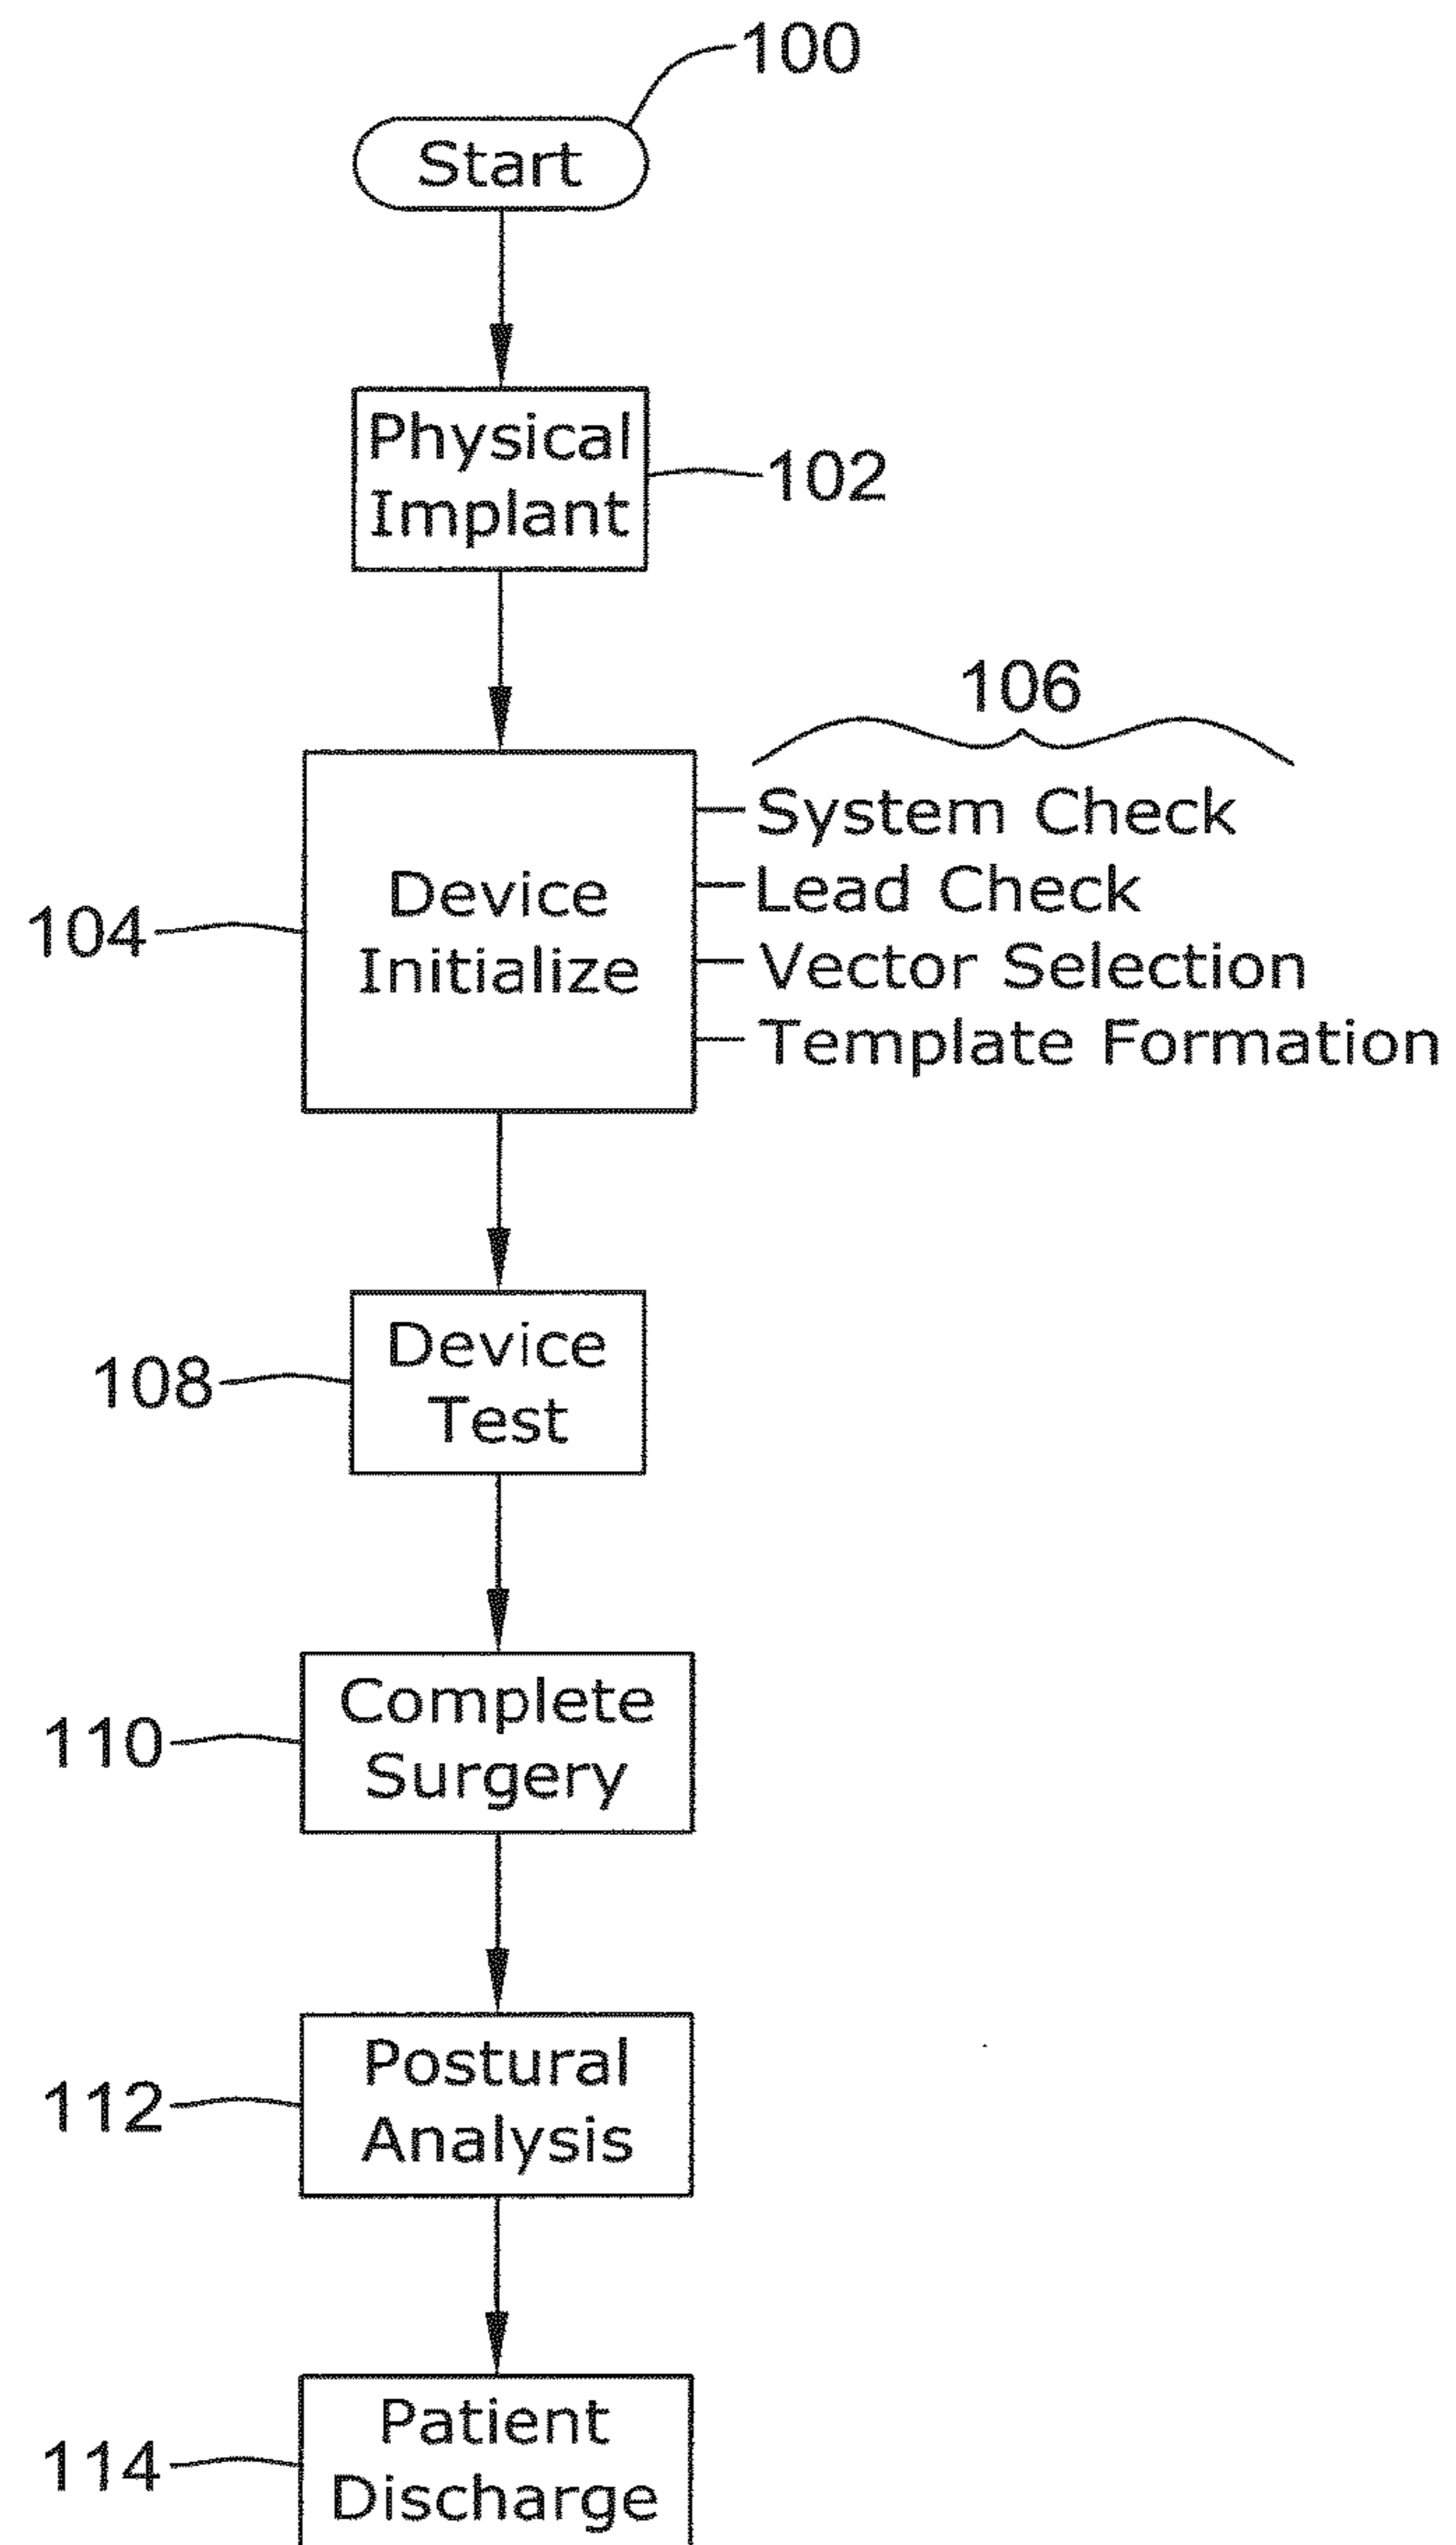 100
Start
Physical
Implant
102
106
System Check
Lead Check
Vector Selection
Template Formation
104
Device
Initialize
108
Device
Test
110
Complete
Surgery
112
Postural
Analysis
114
Patient
Discharge